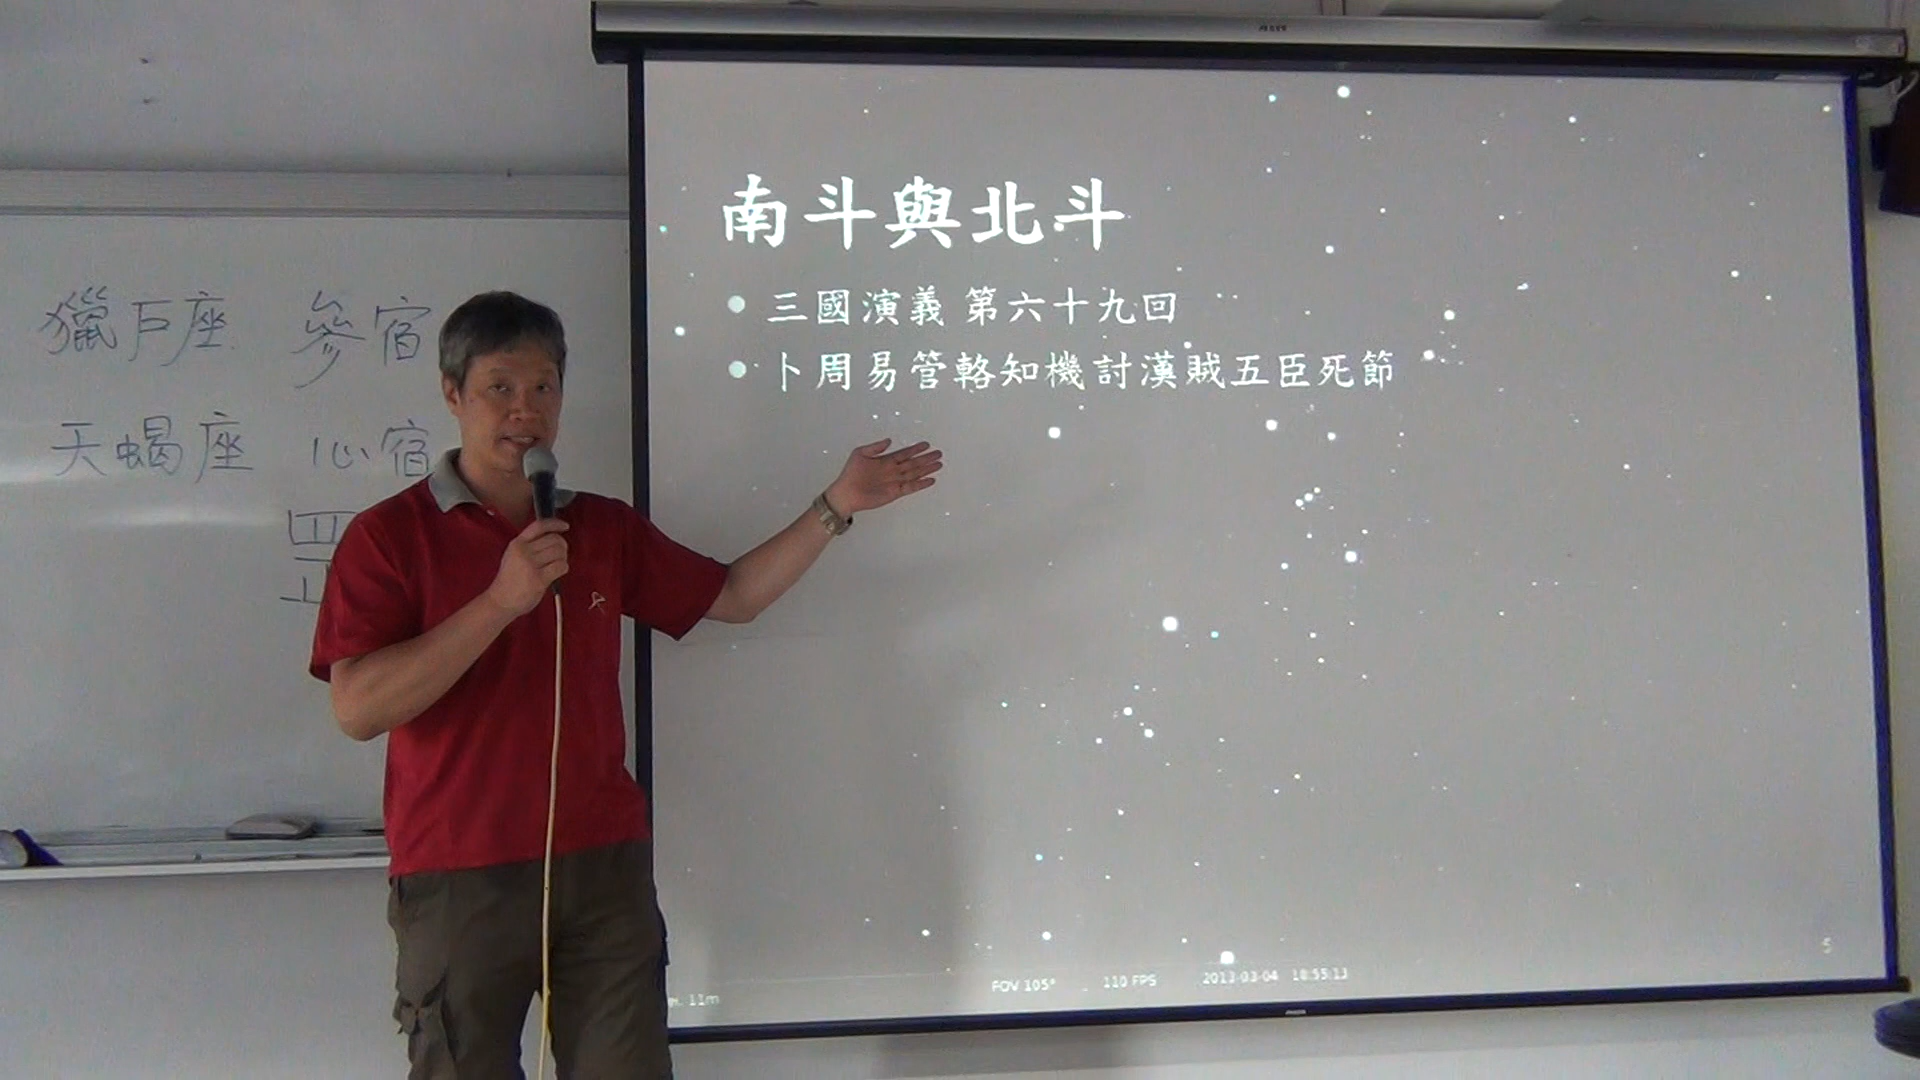 獵戶座 參宿
天蝎座 心宿
南斗與北斗
三國演義 第六十九回
卜周易管輅知機討漢賊五臣死節
5
11m FOV 105° 110 FPS 2013-03-04 18:55:13